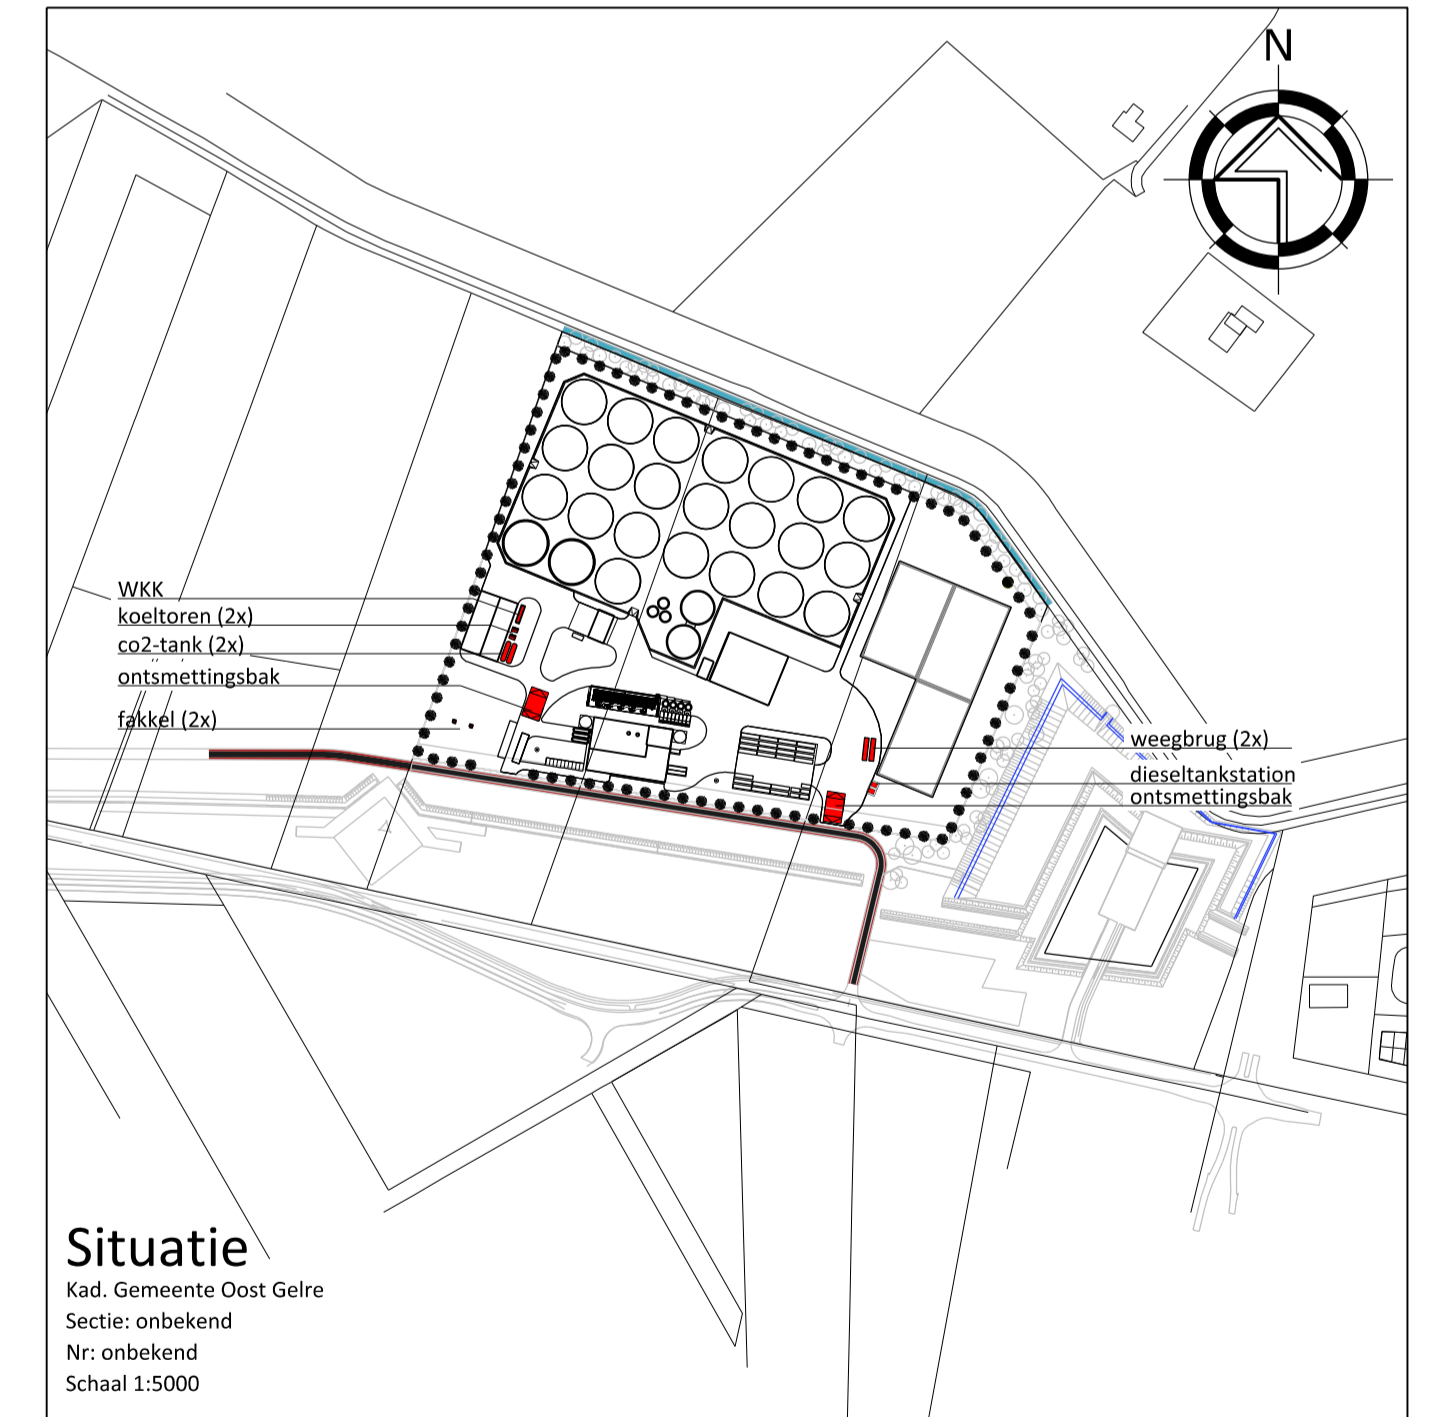 N
WKK
koeltoren (2x)
co2-tank (2x)
ontsmettingsbak
fakkel (2x)
weegbrug (2x)
dieseltankstation
ontsmettingsbak
Situatie
Kad. Gemeente Oost Gelre
Sectie: onbekend
Nr: onbekend
Schaal 1:5000